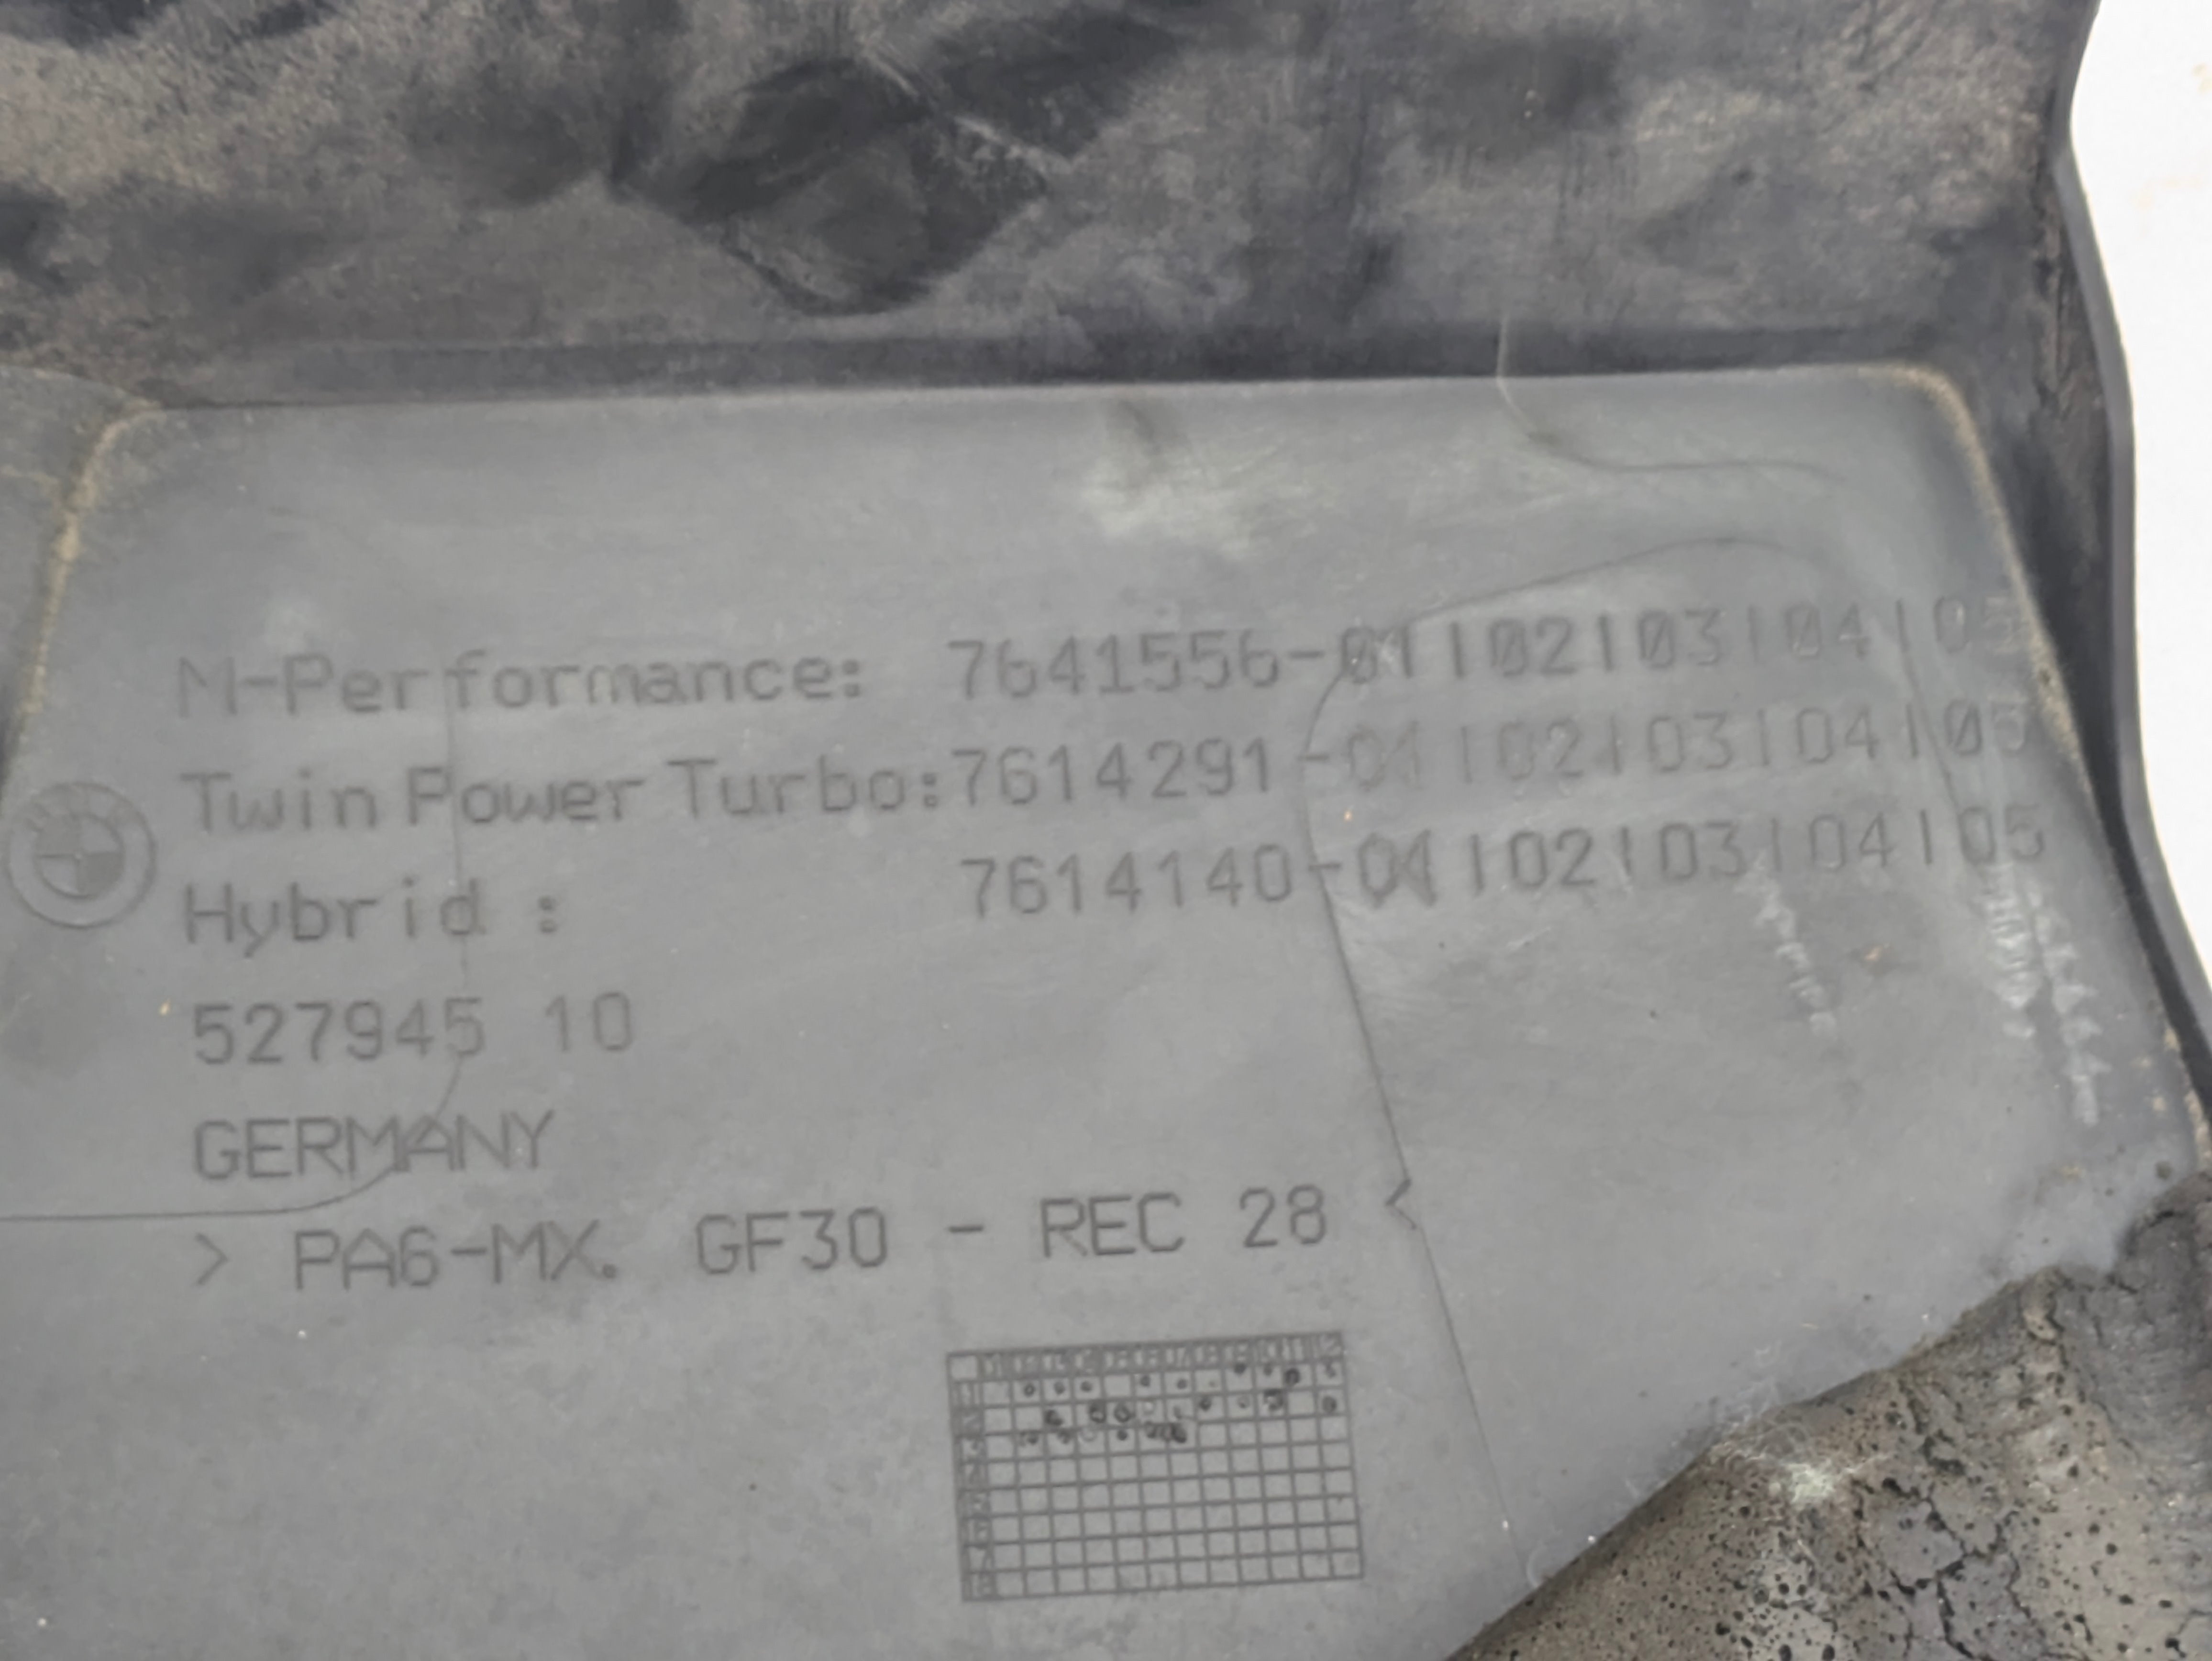 M-Performance: 7641556-01|02|03|04|05
Twin Power Turbo:7614291-01|02|03|04|05
Hybrid : 7614140-01|02|03|04|05
527945 10
GERMANY
> PA6-MX. GF30 - REC 28 <